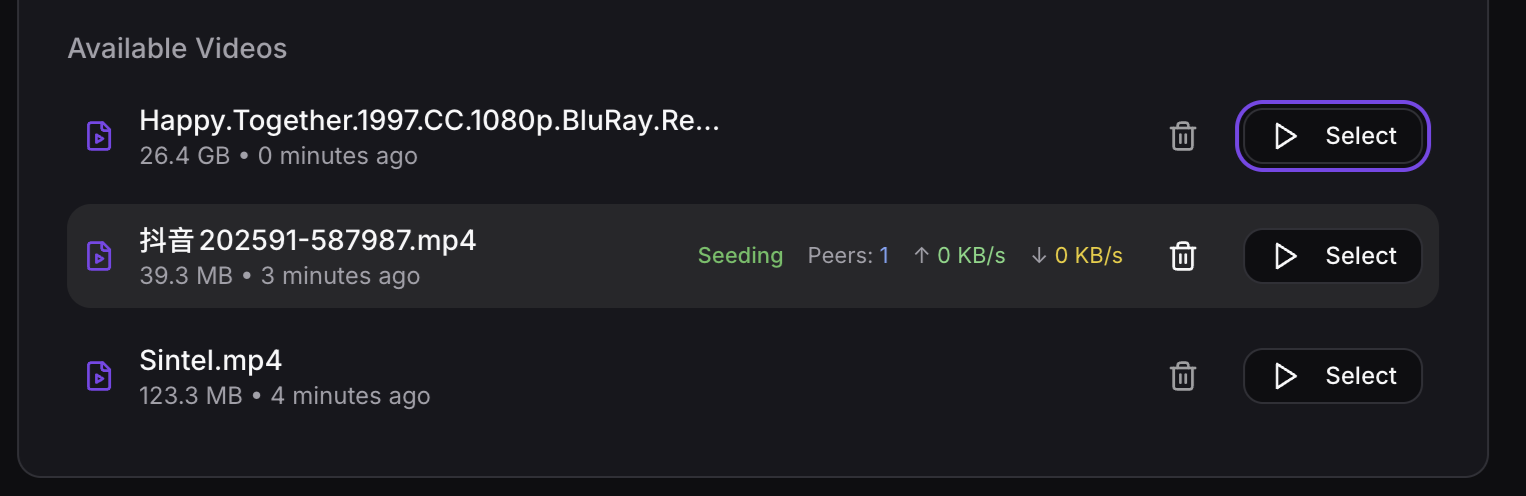 Available Videos
Happy.Together.1997.CC.1080p.BluRay.Re...
26.4 GB • 0 minutes ago
Select
抖音202591-587987.mp4
39.3 MB • 3 minutes ago
Seeding Peers: 1 ↑ 0 KB/s ↓ 0 KB/s
Select
Sintel.mp4
123.3 MB • 4 minutes ago
Select